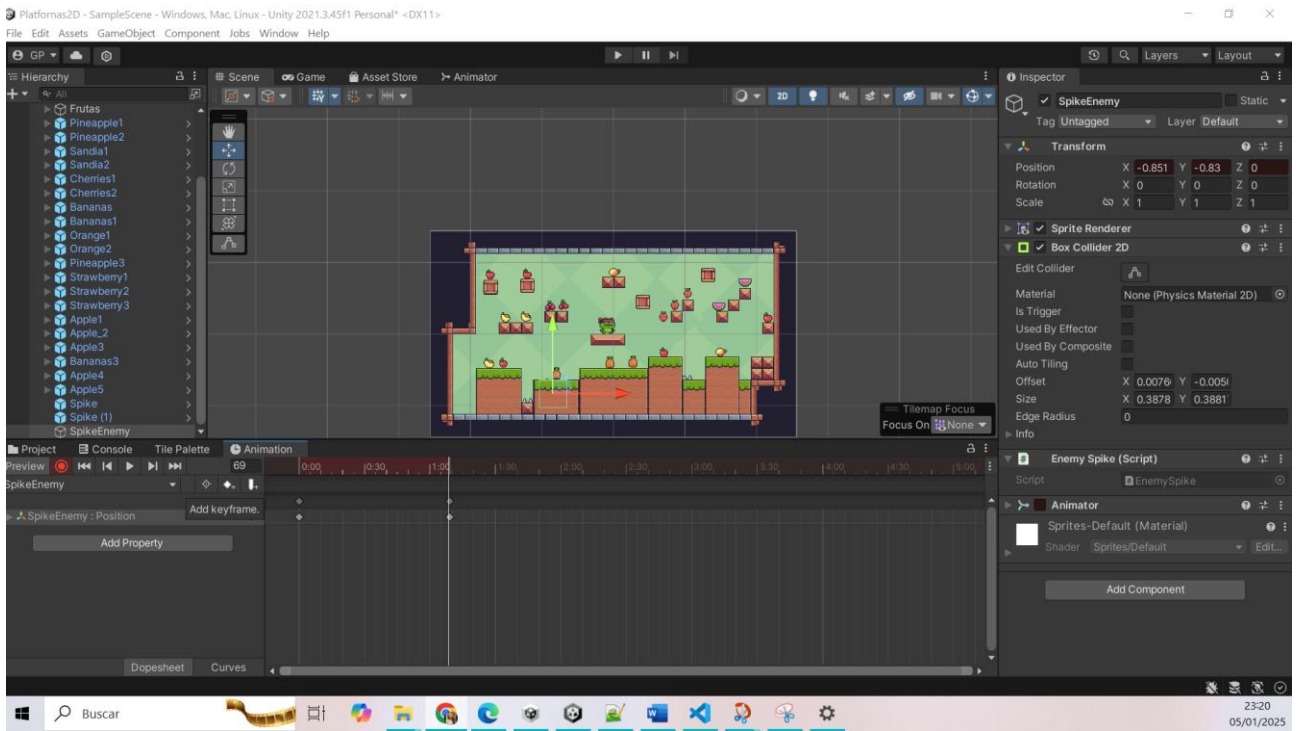 Platfornas2D - SampleScene - Windows, Mac, Linux - Unity 2021.3.45f1 Personal* <DX11>
File Edit Assets GameObject Component Jobs Window Help
GP Layers Layout
Hierarchy
All
Frutas
Pineapple1
Pineapple2
Sandia1
Sandia2
Cherries1
Cherries2
Bananas
Bananas1
Orange1
Orange2
Pineapple3
Strawberry1
Strawberry2
Strawberry3
Apple1
Apple_2
Apple3
Bananas3
Apple4
Apple5
Spike
Spike (1)
SpikeEnemy
Scene Game Asset Store Animator
2D
Tilemap Focus
Focus On None
Inspector
SpikeEnemy Static
Tag Untagged Layer Default
Transform
Position X -0.851 Y -0.83 Z 0
Rotation X 0 Y 0 Z 0
Scale X 1 Y 1 Z 1
Sprite Renderer
Box Collider 2D
Edit Collider
Material None (Physics Material 2D)
Is Trigger
Used By Effector
Used By Composite
Auto Tiling
Offset X 0.0076 Y -0.005
Size X 0.3878 Y 0.3881
Edge Radius 0
Info
Enemy Spike (Script)
Script EnemySpike
Animator
Sprites-Default (Material)
Shader Sprites/Default Edit...
Add Component
Project Console Tile Palette Animation
Preview 69 0:00 0:30 1:00 1:30 2:00 2:30 3:00 3:30 4:00 4:30 5:00
SpikeEnemy
Add keyframe.
SpikeEnemy : Position
Add Property
Dopesheet Curves
Buscar
23:20
05/01/2025